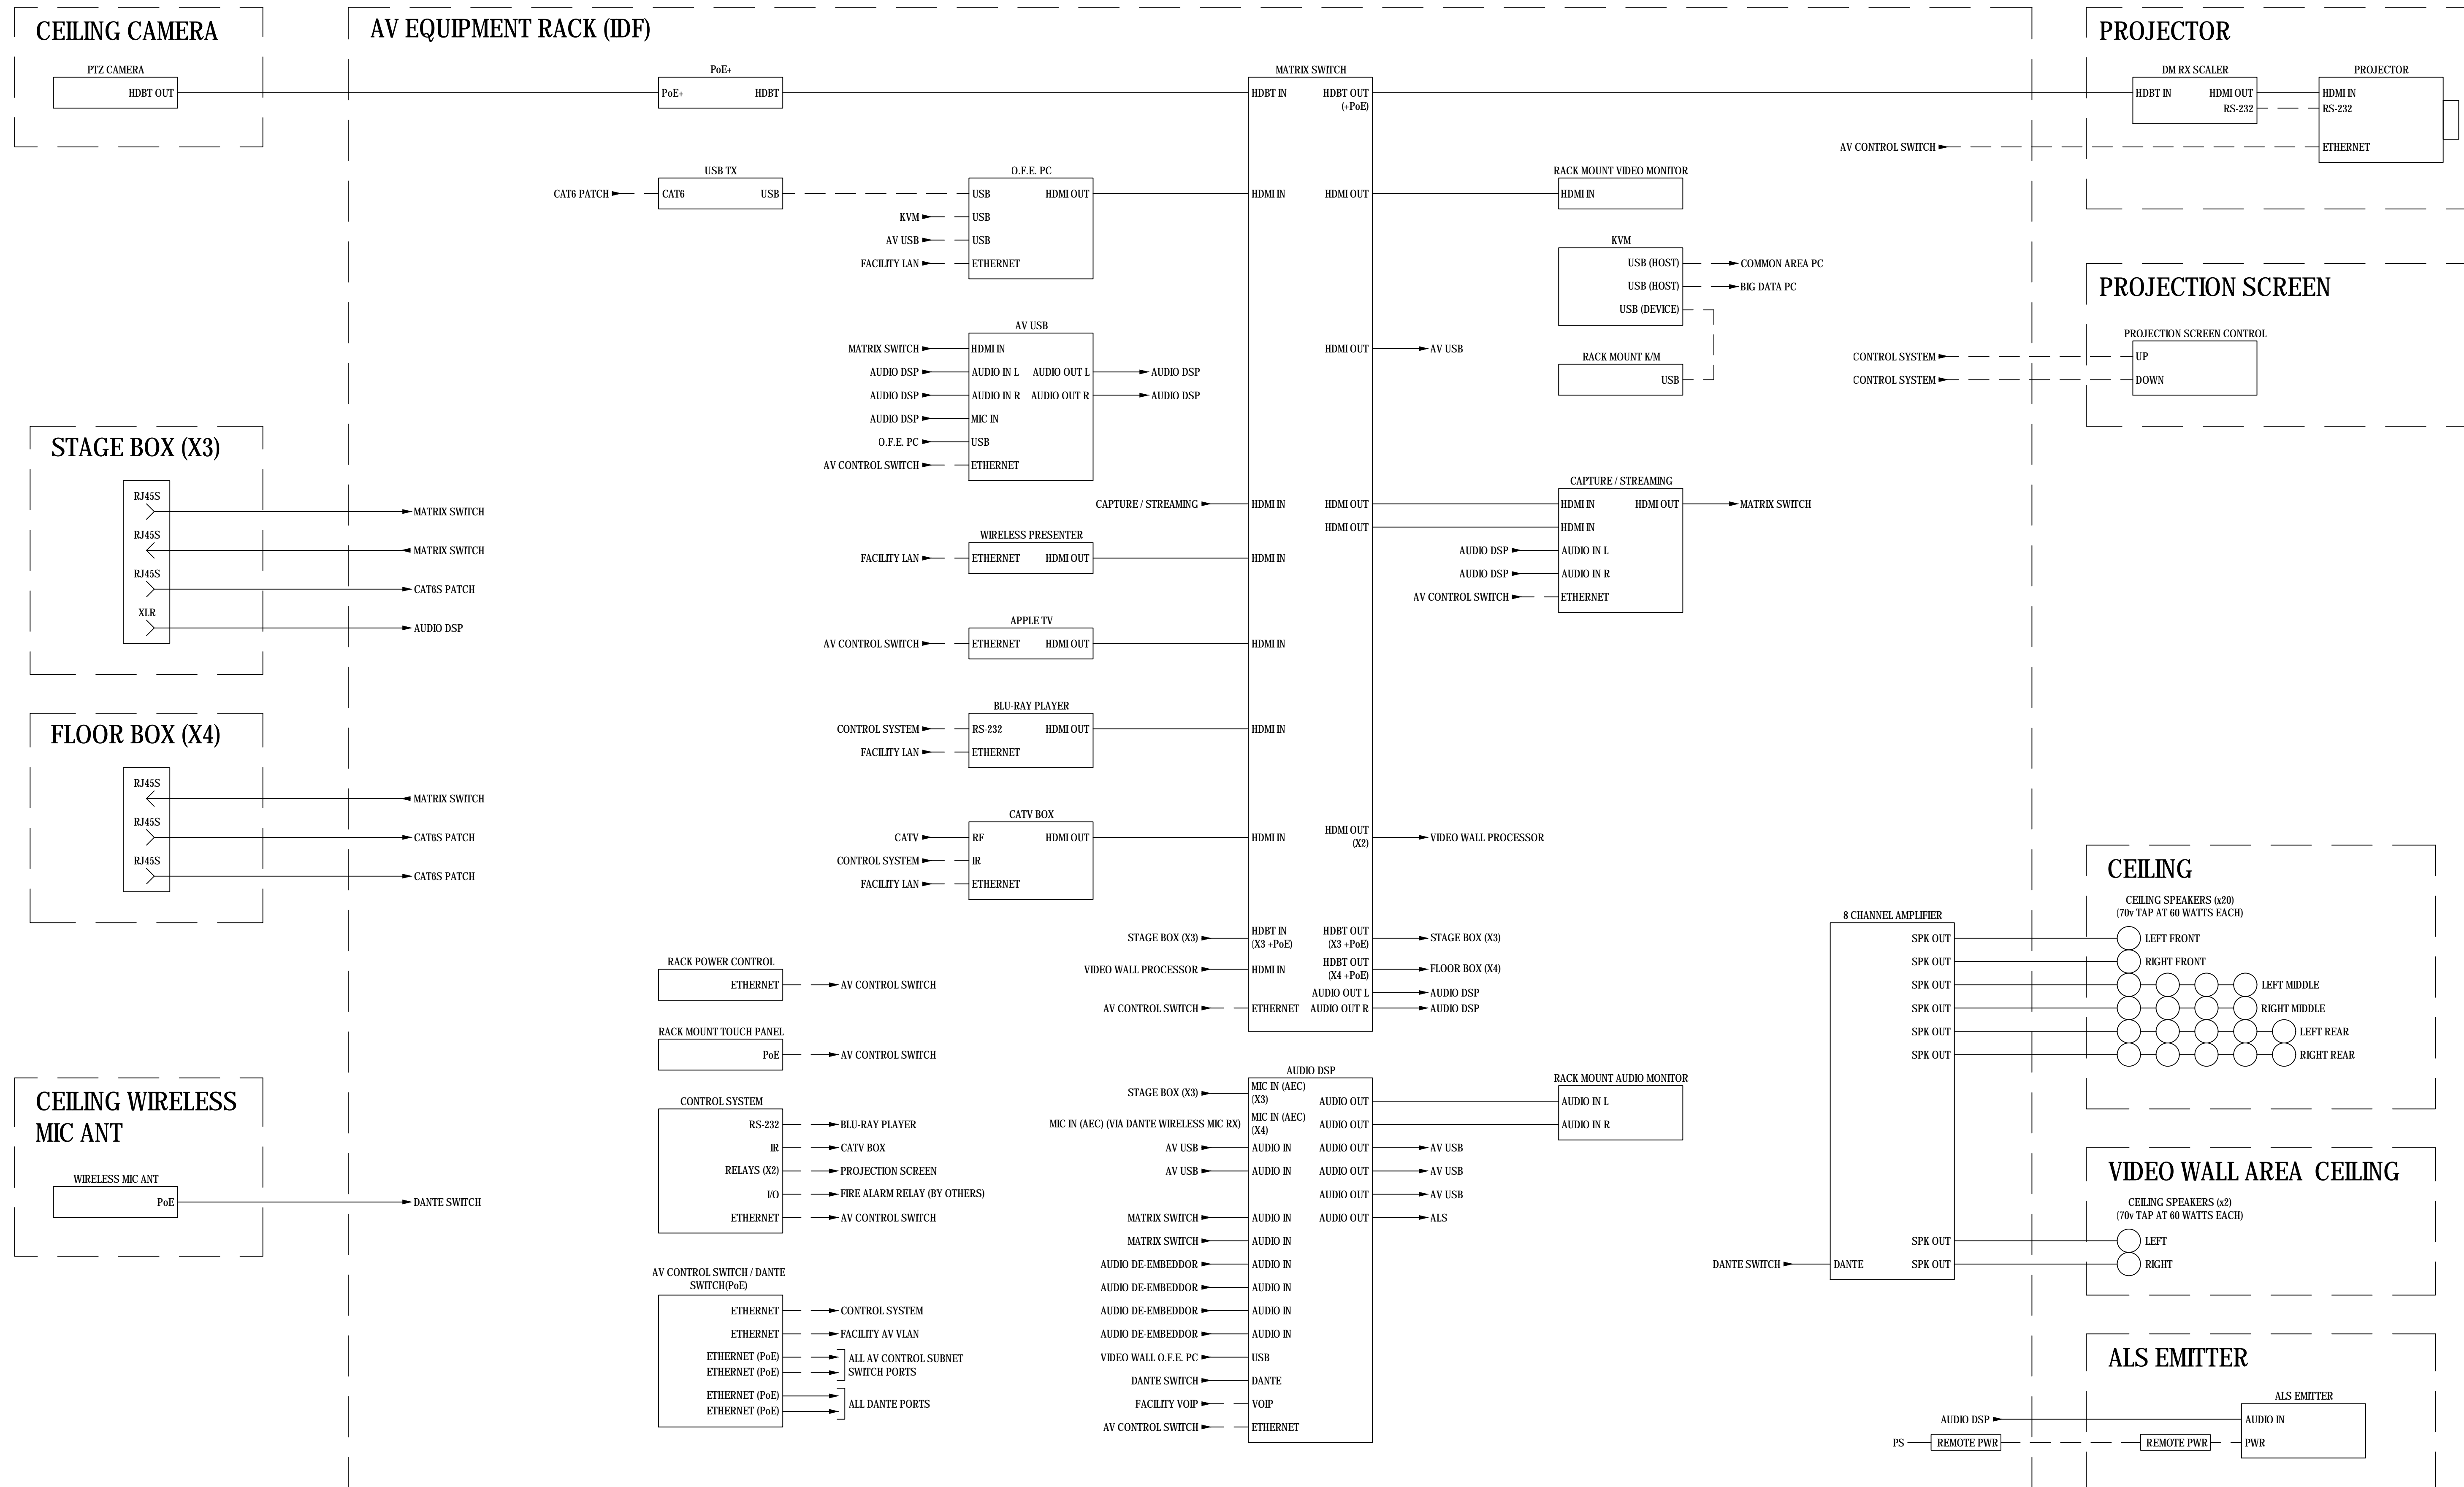 CEILING CAMERA
PTZ CAMERA
HDBT OUT
STAGE BOX (X3)
RJ45S
MATRIX SWITCH
RJ45S
MATRIX SWITCH
RJ45S
CAT6S PATCH
XLR
AUDIO DSP
FLOOR BOX (X4)
RJ45S
MATRIX SWITCH
RJ45S
CAT6S PATCH
RJ45S
CAT6S PATCH
CEILING WIRELESS
MIC ANT
WIRELESS MIC ANT
PoE
DANTE SWITCH
AV EQUIPMENT RACK (IDF)
PoE+
PoE+ HDBT
USB TX
CAT6 PATCH
CAT6 USB
O.F.E. PC
USB HDMI OUT
KVM
USB
AV USB
USB
FACILITY LAN
ETHERNET
AV USB
MATRIX SWITCH
HDMI IN
AUDIO DSP
AUDIO IN L AUDIO OUT L
AUDIO DSP
AUDIO DSP
AUDIO IN R AUDIO OUT R
AUDIO DSP
AUDIO DSP
MIC IN
O.F.E. PC
USB
AV CONTROL SWITCH
ETHERNET
WIRELESS PRESENTER
FACILITY LAN
ETHERNET HDMI OUT
APPLE TV
AV CONTROL SWITCH
ETHERNET HDMI OUT
BLU-RAY PLAYER
CONTROL SYSTEM
RS-232 HDMI OUT
FACILITY LAN
ETHERNET
CATV BOX
CATV
RF HDMI OUT
CONTROL SYSTEM
IR
FACILITY LAN
ETHERNET
RACK POWER CONTROL
ETHERNET
AV CONTROL SWITCH
RACK MOUNT TOUCH PANEL
PoE
AV CONTROL SWITCH
CONTROL SYSTEM
RS-232
BLU-RAY PLAYER
IR
CATV BOX
RELAYS (X2)
PROJECTION SCREEN
I/O
FIRE ALARM RELAY (BY OTHERS)
ETHERNET
AV CONTROL SWITCH
AV CONTROL SWITCH / DANTE
SWITCH(PoE)
ETHERNET
CONTROL SYSTEM
ETHERNET
FACILITY AV VLAN
ETHERNET (PoE)
ETHERNET (PoE)
ALL AV CONTROL SUBNET
SWITCH PORTS
ETHERNET (PoE)
ETHERNET (PoE)
ALL DANTE PORTS
MATRIX SWITCH
HDBT IN HDBT OUT
(+PoE)
HDMI IN HDMI OUT
HDMI OUT
AV USB
CAPTURE / STREAMING
HDMI IN HDMI OUT
HDMI OUT
HDMI IN
HDMI IN
HDMI IN
HDMI IN HDMI OUT
(X2)
VIDEO WALL PROCESSOR
STAGE BOX (X3)
HDBT IN
(X3 +PoE)
HDBT OUT
(X3 +PoE)
STAGE BOX (X3)
VIDEO WALL PROCESSOR
HDMI IN
HDBT OUT
(X4 +PoE)
FLOOR BOX (X4)
AUDIO OUT L
AUDIO DSP
AV CONTROL SWITCH
ETHERNET AUDIO OUT R
AUDIO DSP
AUDIO DSP
STAGE BOX (X3)
MIC IN (AEC)
(X3)
AUDIO OUT
MIC IN (AEC) (VIA DANTE WIRELESS MIC RX)
MIC IN (AEC)
(X4)
AUDIO OUT
AV USB
AUDIO IN AUDIO OUT
AV USB
AV USB
AUDIO IN AUDIO OUT
AV USB
AUDIO OUT
AV USB
MATRIX SWITCH
AUDIO IN AUDIO OUT
ALS
MATRIX SWITCH
AUDIO IN
AUDIO DE-EMBEDDOR
AUDIO IN
AUDIO DE-EMBEDDOR
AUDIO IN
AUDIO DE-EMBEDDOR
AUDIO IN
AUDIO DE-EMBEDDOR
AUDIO IN
VIDEO WALL O.F.E. PC
USB
DANTE SWITCH
DANTE
FACILITY VOIP
VOIP
AV CONTROL SWITCH
ETHERNET
RACK MOUNT VIDEO MONITOR
HDMI IN
KVM
USB (HOST)
COMMON AREA PC
USB (HOST)
BIG DATA PC
USB (DEVICE)
RACK MOUNT K/M
USB
CAPTURE / STREAMING
HDMI IN HDMI OUT
MATRIX SWITCH
HDMI IN
AUDIO DSP
AUDIO IN L
AUDIO DSP
AUDIO IN R
AV CONTROL SWITCH
ETHERNET
RACK MOUNT AUDIO MONITOR
AUDIO IN L
AUDIO IN R
8 CHANNEL AMPLIFIER
SPK OUT
SPK OUT
SPK OUT
SPK OUT
SPK OUT
SPK OUT
SPK OUT
DANTE SWITCH
DANTE SPK OUT
PROJECTOR
DM RX SCALER
HDBT IN HDMI OUT
RS-232
PROJECTOR
HDMI IN
RS-232
AV CONTROL SWITCH
ETHERNET
PROJECTION SCREEN
PROJECTION SCREEN CONTROL
CONTROL SYSTEM
UP
CONTROL SYSTEM
DOWN
CEILING
CEILING SPEAKERS (x20)
(70v TAP AT 60 WATTS EACH)
LEFT FRONT
RIGHT FRONT
LEFT MIDDLE
RIGHT MIDDLE
LEFT REAR
RIGHT REAR
VIDEO WALL AREA CEILING
CEILING SPEAKERS (x2)
(70v TAP AT 60 WATTS EACH)
LEFT
RIGHT
ALS EMITTER
ALS EMITTER
AUDIO DSP
AUDIO IN
PS
REMOTE PWR
REMOTE PWR
PWR